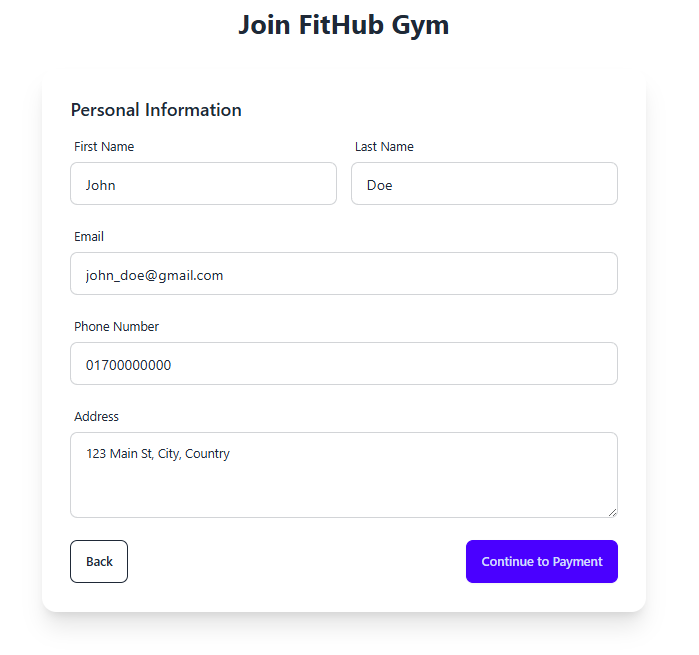 Join FitHub Gym
Personal Information
First Name Last Name
John Doe
Email
john_doe@gmail.com
Phone Number
01700000000
Address
123 Main St, City, Country
Back Continue to Payment